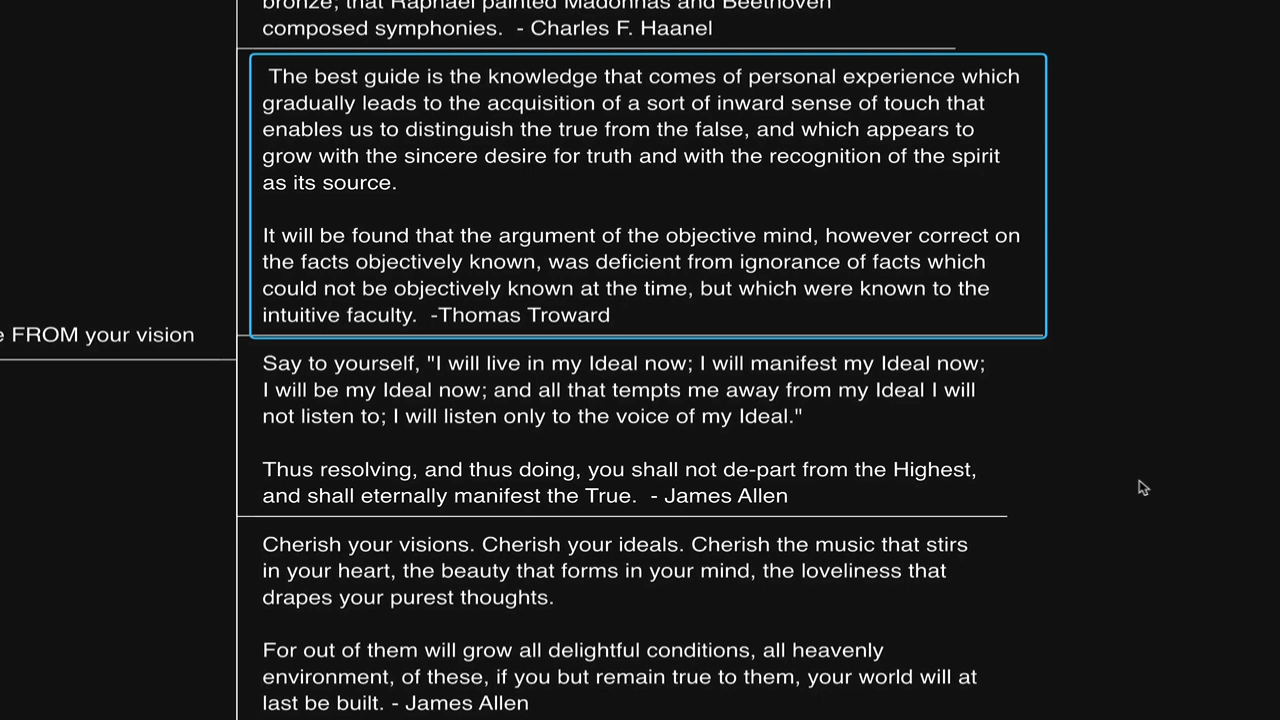 bronze; that Raphael painted Madonnas and Beethoven
composed symphonies.  - Charles F. Haanel
The best guide is the knowledge that comes of personal experience which
gradually leads to the acquisition of a sort of inward sense of touch that
enables us to distinguish the true from the false, and which appears to
grow with the sincere desire for truth and with the recognition of the spirit
as its source.
It will be found that the argument of the objective mind, however correct on
the facts objectively known, was deficient from ignorance of facts which
could not be objectively known at the time, but which were known to the
intuitive faculty.  -Thomas Troward
e FROM your vision
Say to yourself, "I will live in my Ideal now; I will manifest my Ideal now;
I will be my Ideal now; and all that tempts me away from my Ideal I will
not listen to; I will listen only to the voice of my Ideal."
Thus resolving, and thus doing, you shall not de-part from the Highest,
and shall eternally manifest the True.  - James Allen
Cherish your visions. Cherish your ideals. Cherish the music that stirs
in your heart, the beauty that forms in your mind, the loveliness that
drapes your purest thoughts.
For out of them will grow all delightful conditions, all heavenly
environment, of these, if you but remain true to them, your world will at
last be built. - James Allen